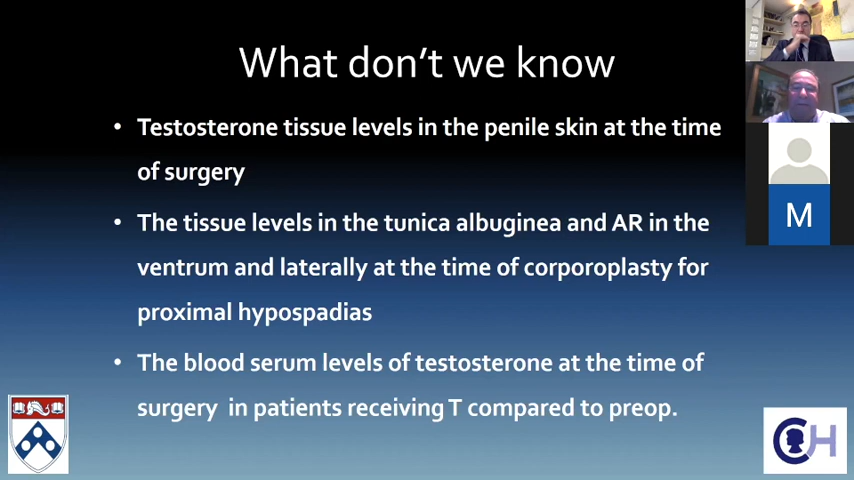 What don't we know
• Testosterone tissue levels in the penile skin at the time
of surgery
• The tissue levels in the tunica albuginea and AR in the
ventrum and laterally at the time of corporoplasty for
proximal hypospadias
• The blood serum levels of testosterone at the time of
surgery  in patients receiving T compared to preop.
M
CH